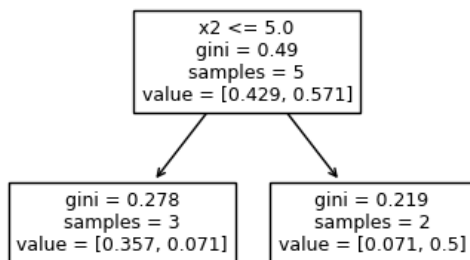 x2 <= 5.0
gini = 0.49
samples = 5
value = [0.429, 0.571]
gini = 0.278
samples = 3
value = [0.357, 0.071]
gini = 0.219
samples = 2
value = [0.071, 0.5]